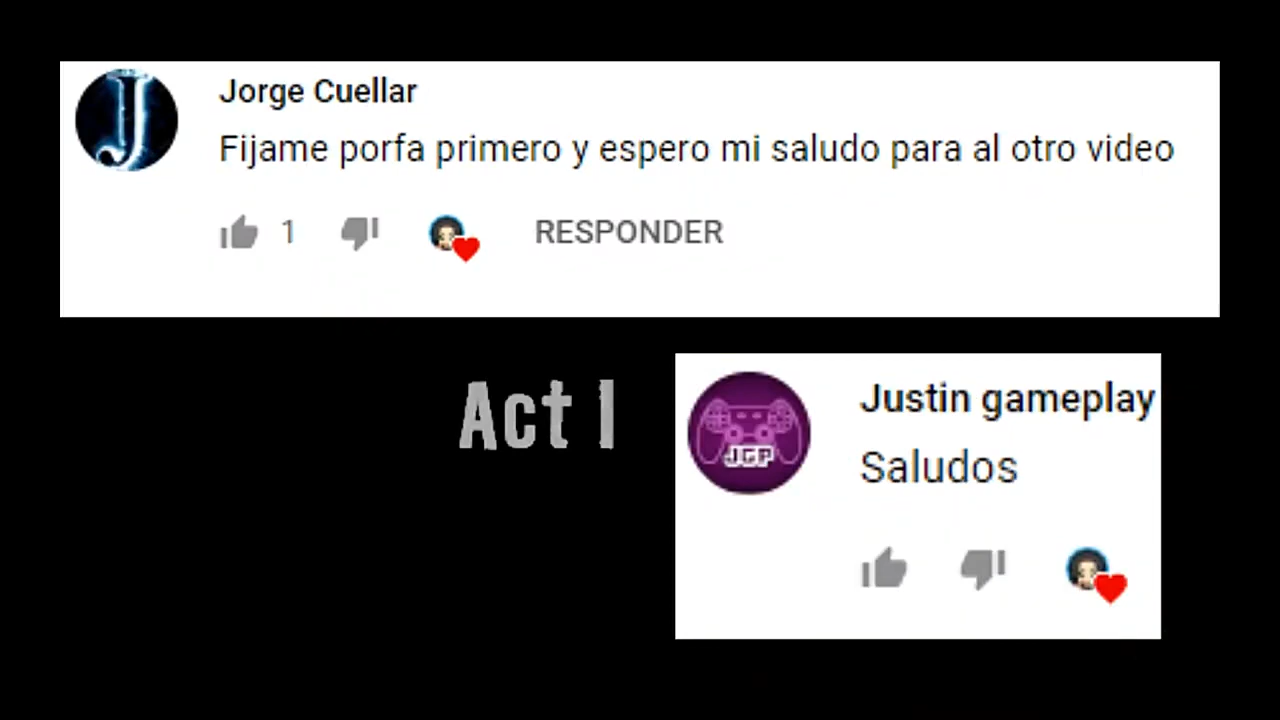 Jorge Cuellar
Fijame porfa primero y espero mi saludo para al otro video
1
RESPONDER
Act I
Justin gameplay
JGP
Saludos